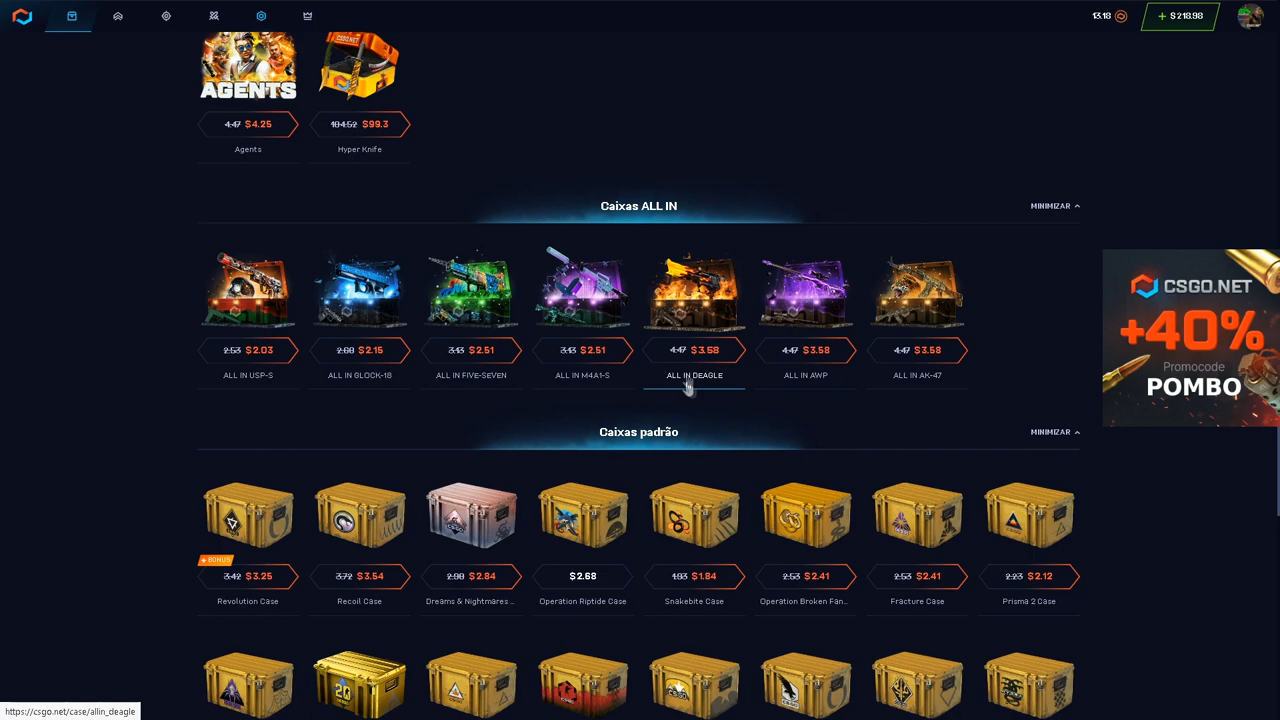 13.18
+ $ 218.98
AGENTS
CSGO.NET
4.47 $4.25
104.52 $99.3
Agents
Hyper Knife
Caixas ALL IN
MINIMIZAR
2.53 $2.03
2.68 $2.15
3.13 $2.51
3.13 $2.51
4.47 $3.58
4.47 $3.58
4.47 $3.58
ALL IN USP-S
ALL IN GLOCK-18
ALL IN FIVE-SEVEN
ALL IN M4A1-S
ALL IN DEAGLE
ALL IN AWP
ALL IN AK-47
CSGO.NET
+40%
Promocode
POMBO
Caixas padrão
MINIMIZAR
+ BONUS
3.42 $3.25
3.72 $3.54
2.98 $2.84
$2.68
1.93 $1.84
2.53 $2.41
2.53 $2.41
2.23 $2.12
Revolution Case
Recoil Case
Dreams & Nightmares ...
Operation Riptide Case
Snakebite Case
Operation Broken Fan...
Fracture Case
Prisma 2 Case
https://csgo.net/case/allin_deagle